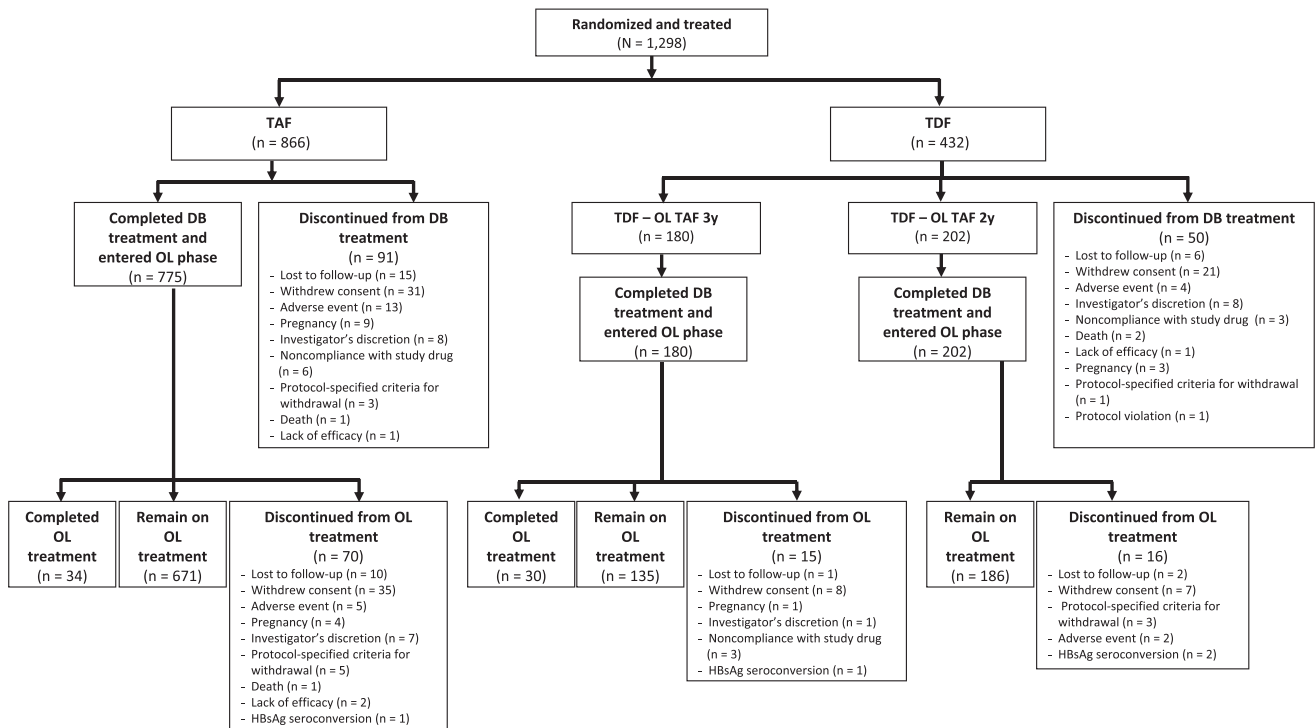 Randomized and treated
(N = 1,298)
TAF
(n = 866)
TDF
(n = 432)
Completed DB
treatment and
entered OL phase
(n = 775)
Discontinued from DB
treatment
(n = 91)
- Lost to follow-up (n = 15)
- Withdrew consent (n = 31)
- Adverse event (n = 13)
- Pregnancy (n = 9)
- Investigator's discretion (n = 8)
- Noncompliance with study drug
(n = 6)
- Protocol-specified criteria for
withdrawal (n = 3)
- Death (n = 1)
- Lack of efficacy (n = 1)
TDF – OL TAF 3y
(n = 180)
Completed DB
treatment and
entered OL phase
(n = 180)
TDF – OL TAF 2y
(n = 202)
Completed DB
treatment and
entered OL phase
(n = 202)
Discontinued from DB treatment
(n = 50)
- Lost to follow-up (n = 6)
- Withdrew consent (n = 21)
- Adverse event (n = 4)
- Investigator's discretion (n = 8)
- Noncompliance with study drug (n = 3)
- Death (n = 2)
- Lack of efficacy (n = 1)
- Pregnancy (n = 3)
- Protocol-specified criteria for withdrawal
(n = 1)
- Protocol violation (n = 1)
Completed
OL
treatment
(n = 34)
Remain on
OL
treatment
(n = 671)
Discontinued from OL
treatment
(n = 70)
- Lost to follow-up (n = 10)
- Withdrew consent (n = 35)
- Adverse event (n = 5)
- Pregnancy (n = 4)
- Investigator's discretion (n = 7)
- Protocol-specified criteria for
withdrawal (n = 5)
- Death (n = 1)
- Lack of efficacy (n = 2)
- HBsAg seroconversion (n = 1)
Completed
OL
treatment
(n = 30)
Remain on
OL
treatment
(n = 135)
Discontinued from OL
treatment
(n = 15)
- Lost to follow-up (n = 1)
- Withdrew consent (n = 8)
- Pregnancy (n = 1)
- Investigator's discretion (n = 1)
- Noncompliance with study drug
(n = 3)
- HBsAg seroconversion (n = 1)
Remain on
OL
treatment
(n = 186)
Discontinued from OL
treatment
(n = 16)
- Lost to follow-up (n = 2)
- Withdrew consent (n = 7)
- Protocol-specified criteria for
withdrawal (n = 3)
- Adverse event (n = 2)
- HBsAg seroconversion (n = 2)